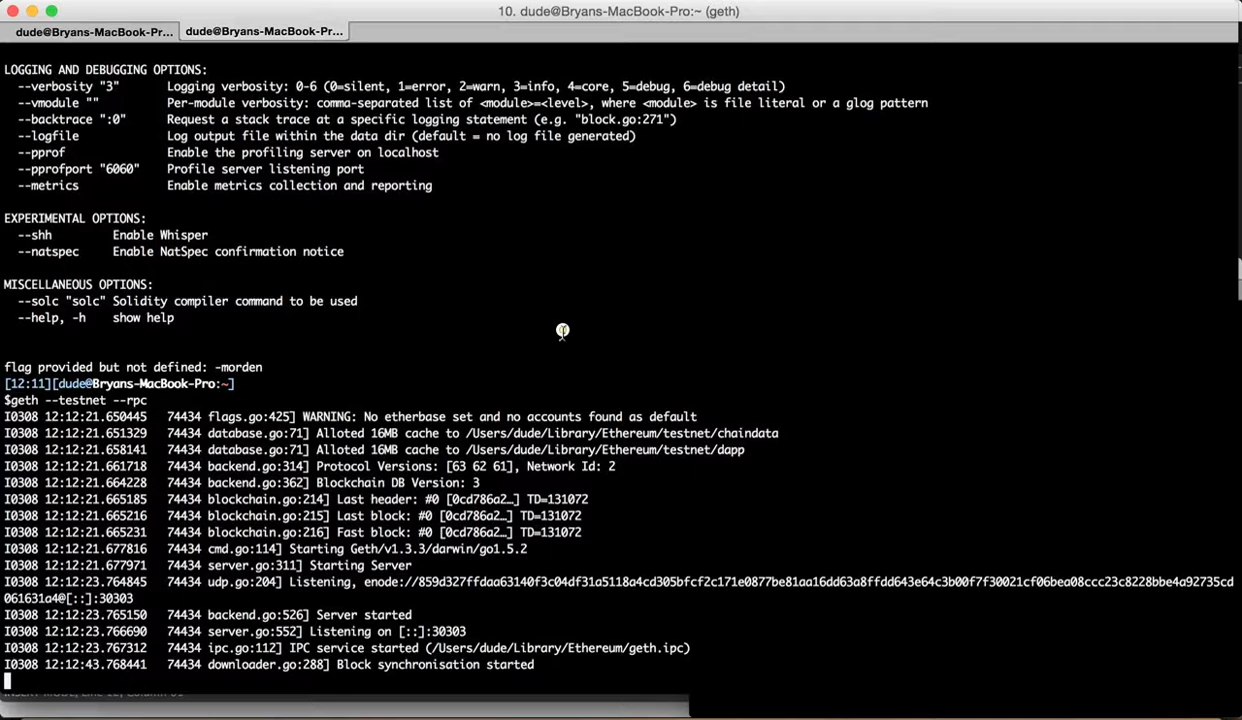 10. dude@Bryans-MacBook-Pro:~ (geth)
dude@Bryans-MacBook-Pr... dude@Bryans-MacBook-Pr...
LOGGING AND DEBUGGING OPTIONS:
--verbosity "3" Logging verbosity: 0-6 (0=silent, 1=error, 2=warn, 3=info, 4=core, 5=debug, 6=debug detail)
--vmodule "" Per-module verbosity: comma-separated list of <module>=<level>, where <module> is file literal or a glog pattern
--backtrace ":0" Request a stack trace at a specific logging statement (e.g. "block.go:271")
--logfile Log output file within the data dir (default = no log file generated)
--pprof Enable the profiling server on localhost
--pprofport "6060" Profile server listening port
--metrics Enable metrics collection and reporting
EXPERIMENTAL OPTIONS:
--shh Enable Whisper
--natspec Enable NatSpec confirmation notice
MISCELLANEOUS OPTIONS:
--solc "solc" Solidity compiler command to be used
--help, -h show help
flag provided but not defined: -morden
[12:11][dude@Bryans-MacBook-Pro:~]
$geth --testnet --rpc
I0308 12:12:21.650445 74434 flags.go:425] WARNING: No etherbase set and no accounts found as default
I0308 12:12:21.651329 74434 database.go:71] Alloted 16MB cache to /Users/dude/Library/Ethereum/testnet/chaindata
I0308 12:12:21.658141 74434 database.go:71] Alloted 16MB cache to /Users/dude/Library/Ethereum/testnet/dapp
I0308 12:12:21.661718 74434 backend.go:314] Protocol Versions: [63 62 61], Network Id: 2
I0308 12:12:21.664228 74434 backend.go:362] Blockchain DB Version: 3
I0308 12:12:21.665185 74434 blockchain.go:214] Last header: #0 [0cd786a2…] TD=131072
I0308 12:12:21.665216 74434 blockchain.go:215] Last block: #0 [0cd786a2…] TD=131072
I0308 12:12:21.665231 74434 blockchain.go:216] Fast block: #0 [0cd786a2…] TD=131072
I0308 12:12:21.677816 74434 cmd.go:114] Starting Geth/v1.3.3/darwin/go1.5.2
I0308 12:12:21.677971 74434 server.go:311] Starting Server
I0308 12:12:23.764845 74434 udp.go:204] Listening, enode://859d327ffdaa63140f3c04df31a5118a4cd305bfcf2c171e0877be81aa16dd63a8ffdd643e64c3b00f7f30021cf06bea08ccc23c8228bbe4a92735cd
061631a4@[::]:30303
I0308 12:12:23.765150 74434 backend.go:526] Server started
I0308 12:12:23.766690 74434 server.go:552] Listening on [::]:30303
I0308 12:12:23.767312 74434 ipc.go:112] IPC service started (/Users/dude/Library/Ethereum/geth.ipc)
I0308 12:12:43.768441 74434 downloader.go:288] Block synchronisation started